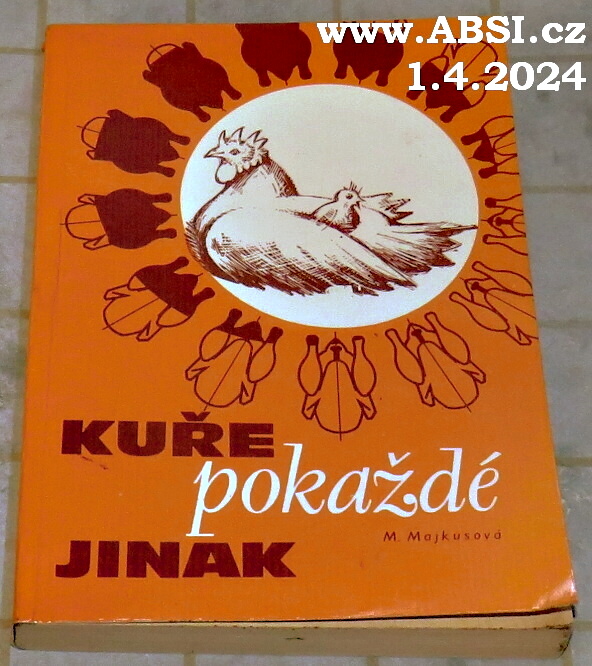 www.ABSI.cz
1.4.2024
KUŘE
pokaždé
JINAK
M. Majkusová